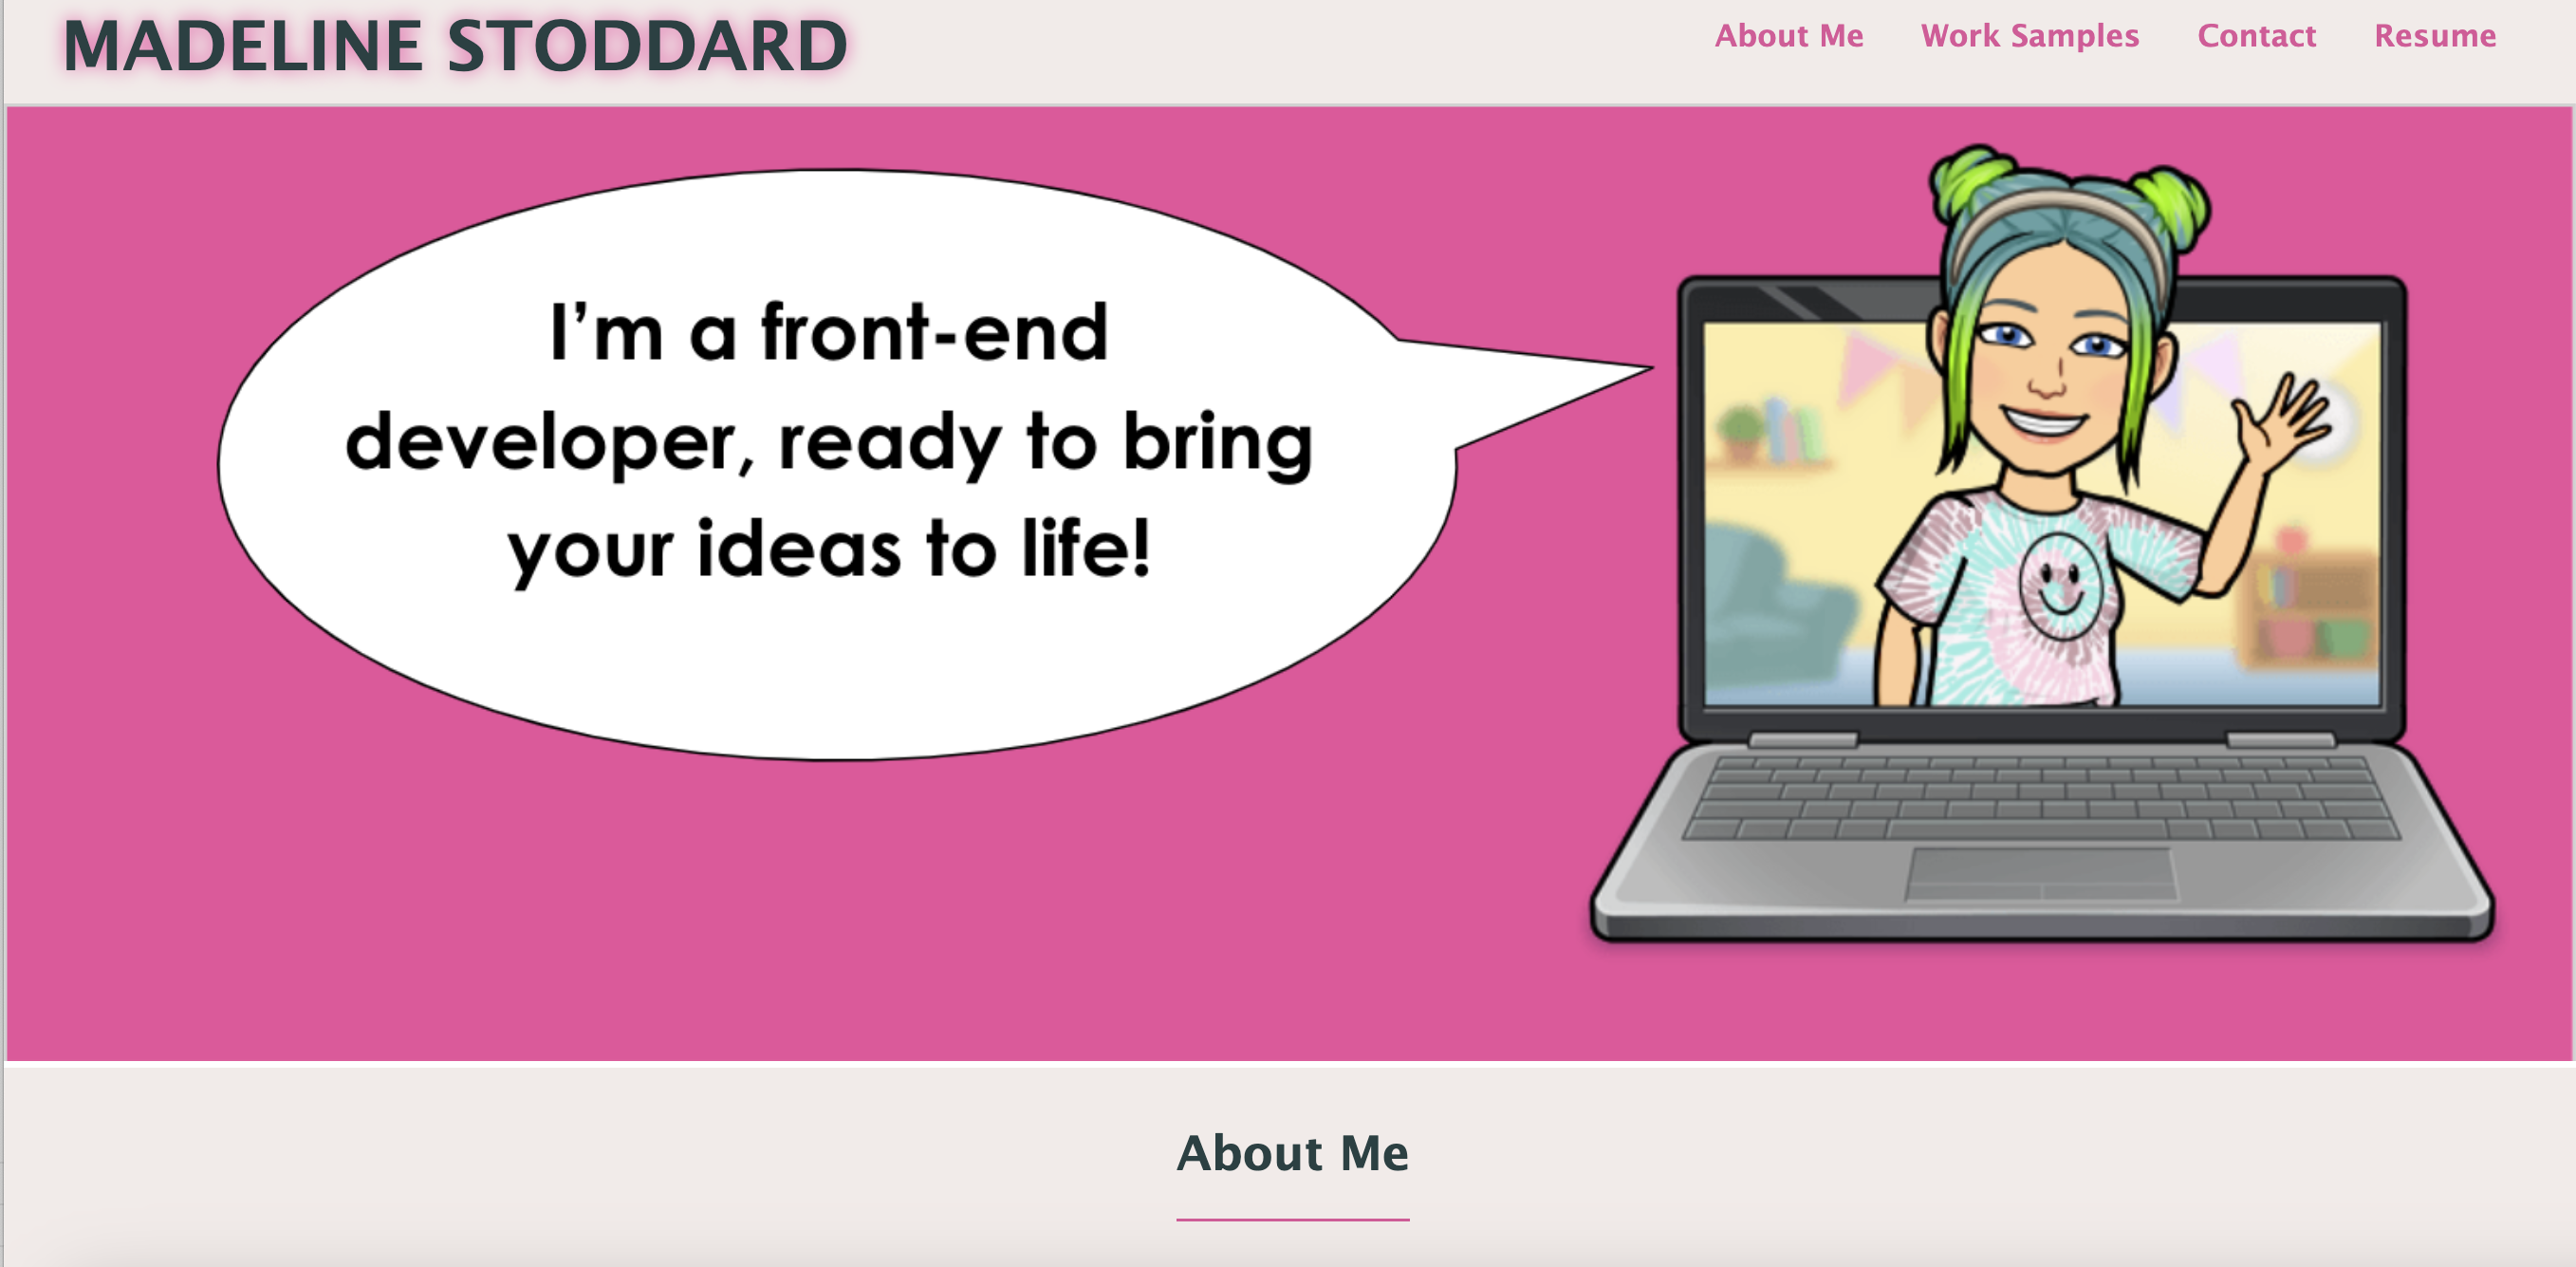 MADELINE STODDARD
About Me
Work Samples
Contact
Resume
I’m a front-end
developer, ready to bring
your ideas to life!
About Me